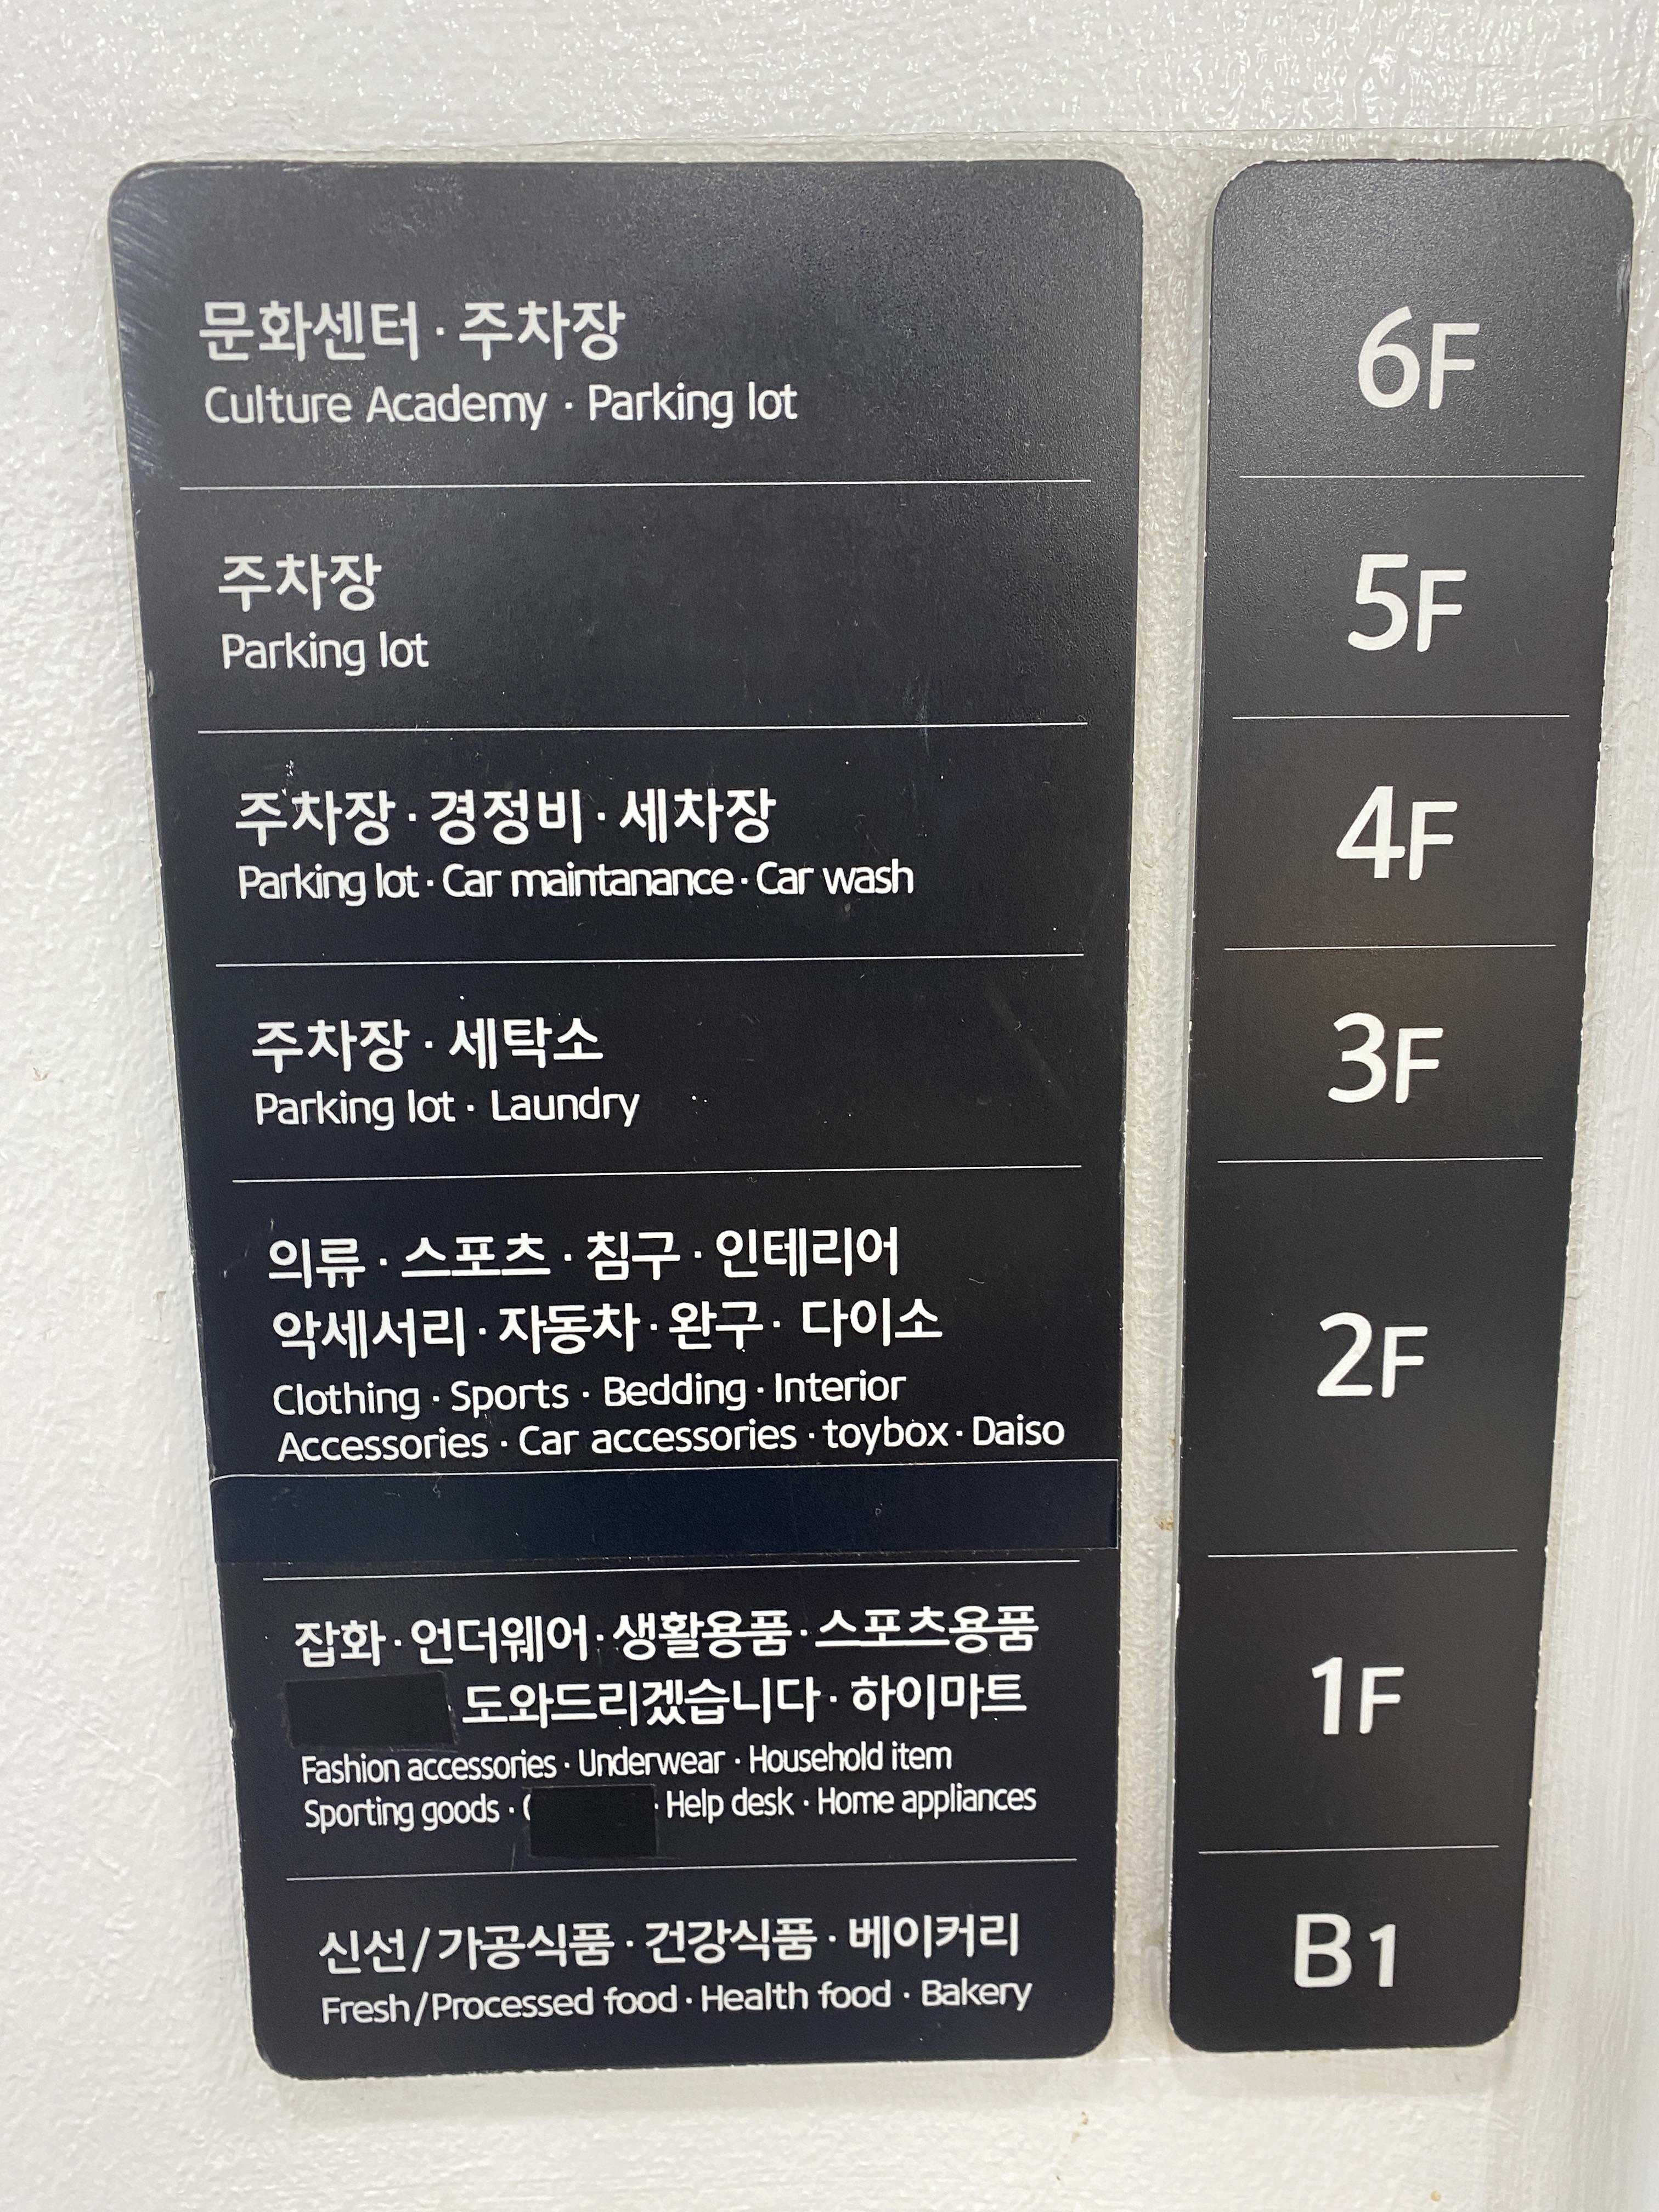 문화센터 · 주차장
Culture Academy · Parking lot
6F
주차장
Parking lot
5F
주차장 · 경정비 · 세차장
Parking lot · Car maintanance · Car wash
4F
주차장 · 세탁소
Parking lot · Laundry
3F
의류 · 스포츠 · 침구 · 인테리어
악세서리 · 자동차 · 완구 · 다이소
Clothing · Sports · Bedding · Interior
Accessories · Car accessories · toybox · Daiso
2F
잡화 · 언더웨어 · 생활용품 · 스포츠용품
도와드리겠습니다 · 하이마트
Fashion accessories · Underwear · Household item
Sporting goods · · Help desk · Home appliances
1F
신선/가공식품 · 건강식품 · 베이커리
Fresh/Processed food · Health food · Bakery
B1